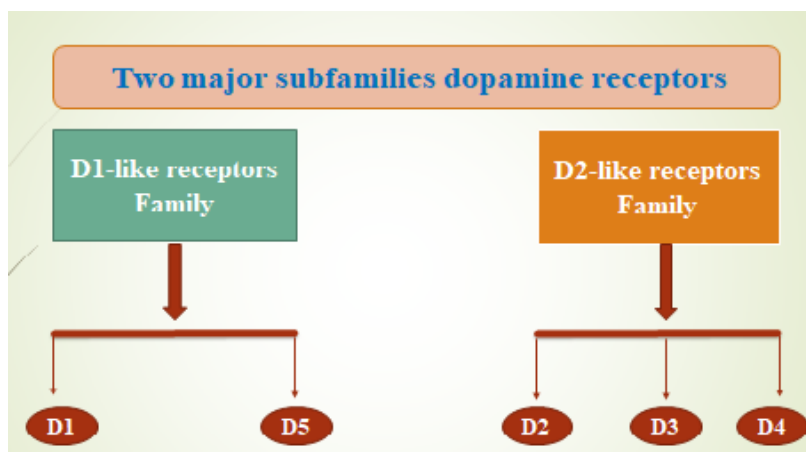 Two major subfamilies dopamine receptors
D1-like receptors
Family
D2-like receptors
Family
D1
D5
D2
D3
D4